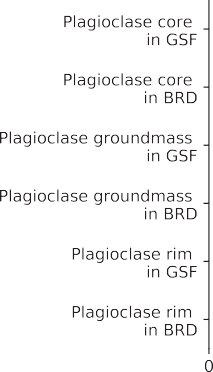 Plagioclase core
in GSF
Plagioclase core
in BRD
Plagioclase groundmass
in GSF
Plagioclase groundmass
in BRD
Plagioclase rim
in GSF
Plagioclase rim
in BRD
0